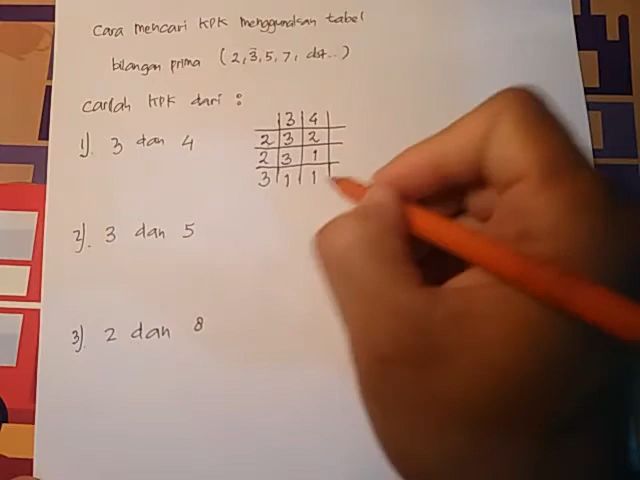 Cara mencari KPK menggunakan tabel
bilangan prima (2, 3, 5, 7, dst..)
Carilah KPK dari :
1). 3 dan 4
3 4
2 3 2
2 3 1
3 1 1
2). 3 dan 5
3). 2 dan 8